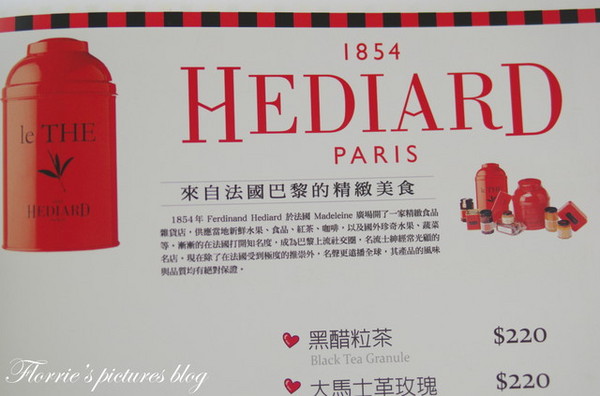 1854
HEDIARD
PARIS
le THE
HEDIARD
來自法國巴黎的精緻美食
1854年 Ferdinand Hediard 於法國 Madeleine 廣場開了一家精緻食品
雜貨店，供應當地新鮮水果、食品、紅茶、咖啡，以及國外珍奇水果、蔬菜
等，漸漸的在法國打開知名度，成為巴黎上流社交圈，名流士紳經常光顧的
名店。現在除了在法國受到極度的推崇外，名聲更遠播全球，其產品的風味
與品質均有絕對保證。
黑醋粒茶 $220
Black Tea Granule
大馬士革玫瑰 $220
Florrie's pictures blog